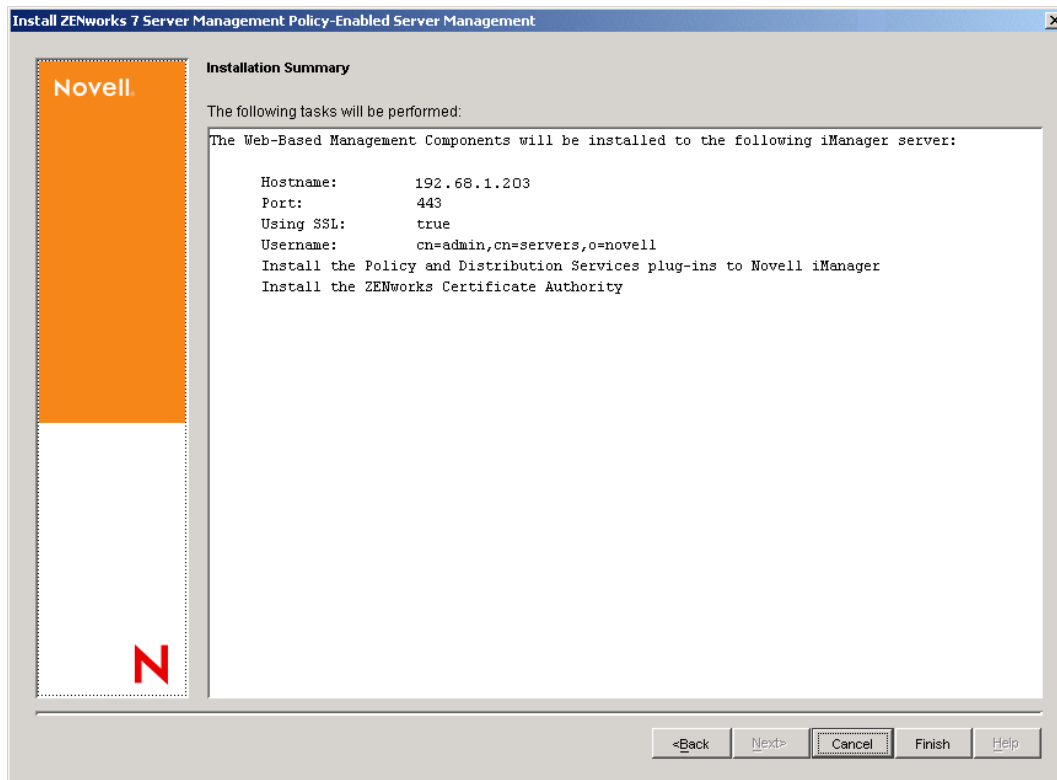 Install ZENworks 7 Server Management Policy-Enabled Server Management
Novell.
Installation Summary
The following tasks will be performed:
The Web-Based Management Components will be installed to the following iManager server:
Hostname: 192.68.1.203
Port: 443
Using SSL: true
Username: cn=admin,cn=servers,o=novell
Install the Policy and Distribution Services plug-ins to Novell iManager
Install the ZENworks Certificate Authority
N
<Back Next> Cancel Finish Help